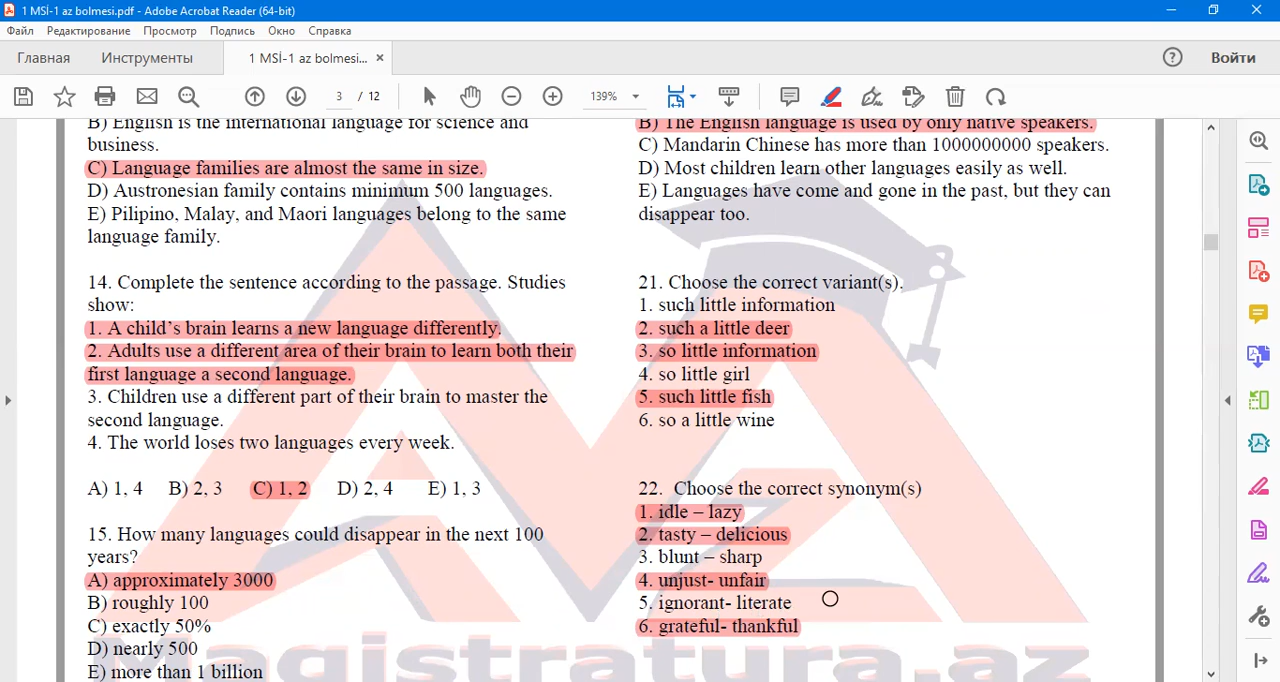 1 MSİ-1 az bolmesi.pdf - Adobe Acrobat Reader (64-bit)
Файл Редактирование Просмотр Подпись Окно Справка
Главная Инструменты 1 MSİ-1 az bolmesi... × Войти
3 / 12 139%
B) English is the international language for science and
business.
C) Language families are almost the same in size.
D) Austronesian family contains minimum 500 languages.
E) Pilipino, Malay, and Maori languages belong to the same
language family.
14. Complete the sentence according to the passage. Studies
show:
1. A child's brain learns a new language differently.
2. Adults use a different area of their brain to learn both their
first language a second language.
3. Children use a different part of their brain to master the
second language.
4. The world loses two languages every week.
A) 1, 4 B) 2, 3 C) 1, 2 D) 2, 4 E) 1, 3
15. How many languages could disappear in the next 100
years?
A) approximately 3000
B) roughly 100
C) exactly 50%
D) nearly 500
E) more than 1 billion
B) The English language is used by only native speakers.
C) Mandarin Chinese has more than 1000000000 speakers.
D) Most children learn other languages easily as well.
E) Languages have come and gone in the past, but they can
disappear too.
21. Choose the correct variant(s).
1. such little information
2. such a little deer
3. so little information
4. so little girl
5. such little fish
6. so a little wine
22. Choose the correct synonym(s)
1. idle – lazy
2. tasty – delicious
3. blunt – sharp
4. unjust- unfair
5. ignorant- literate
6. grateful- thankful
Magistratura.az